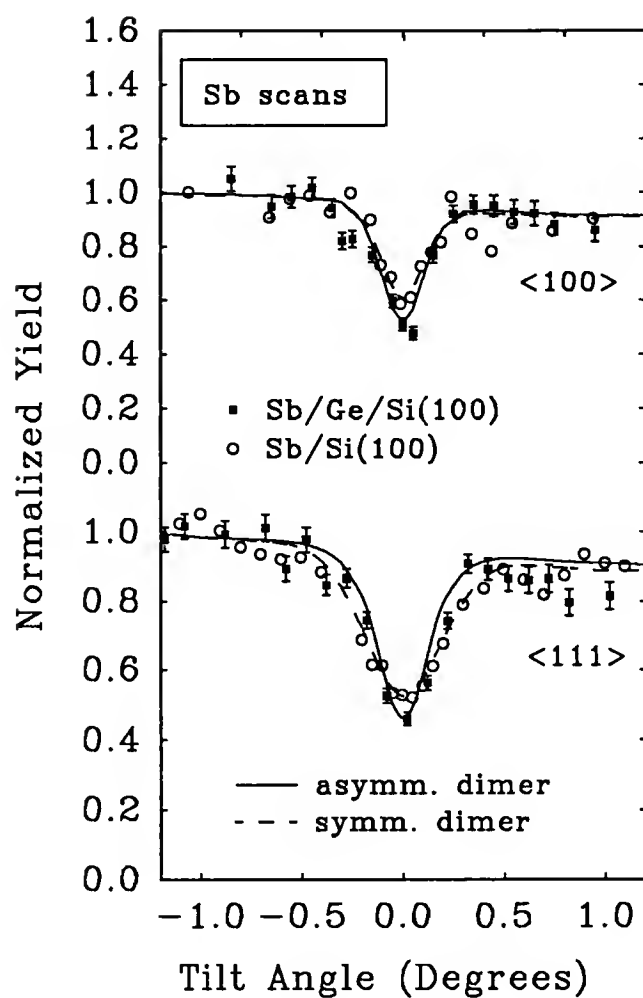 1.6
1.4
Sb scans
1.2
1.0
0.8
<100>
0.6
0.4
0.2
Sb/Ge/Si(100)
0.0
Sb/Si(100)
1.0
0.8
<111>
0.6
0.4
asymm. dimer
0.2
symm. dimer
0.0
−1.0 −0.5 0.0 0.5 1.0
Tilt Angle (Degrees)
Normalized Yield